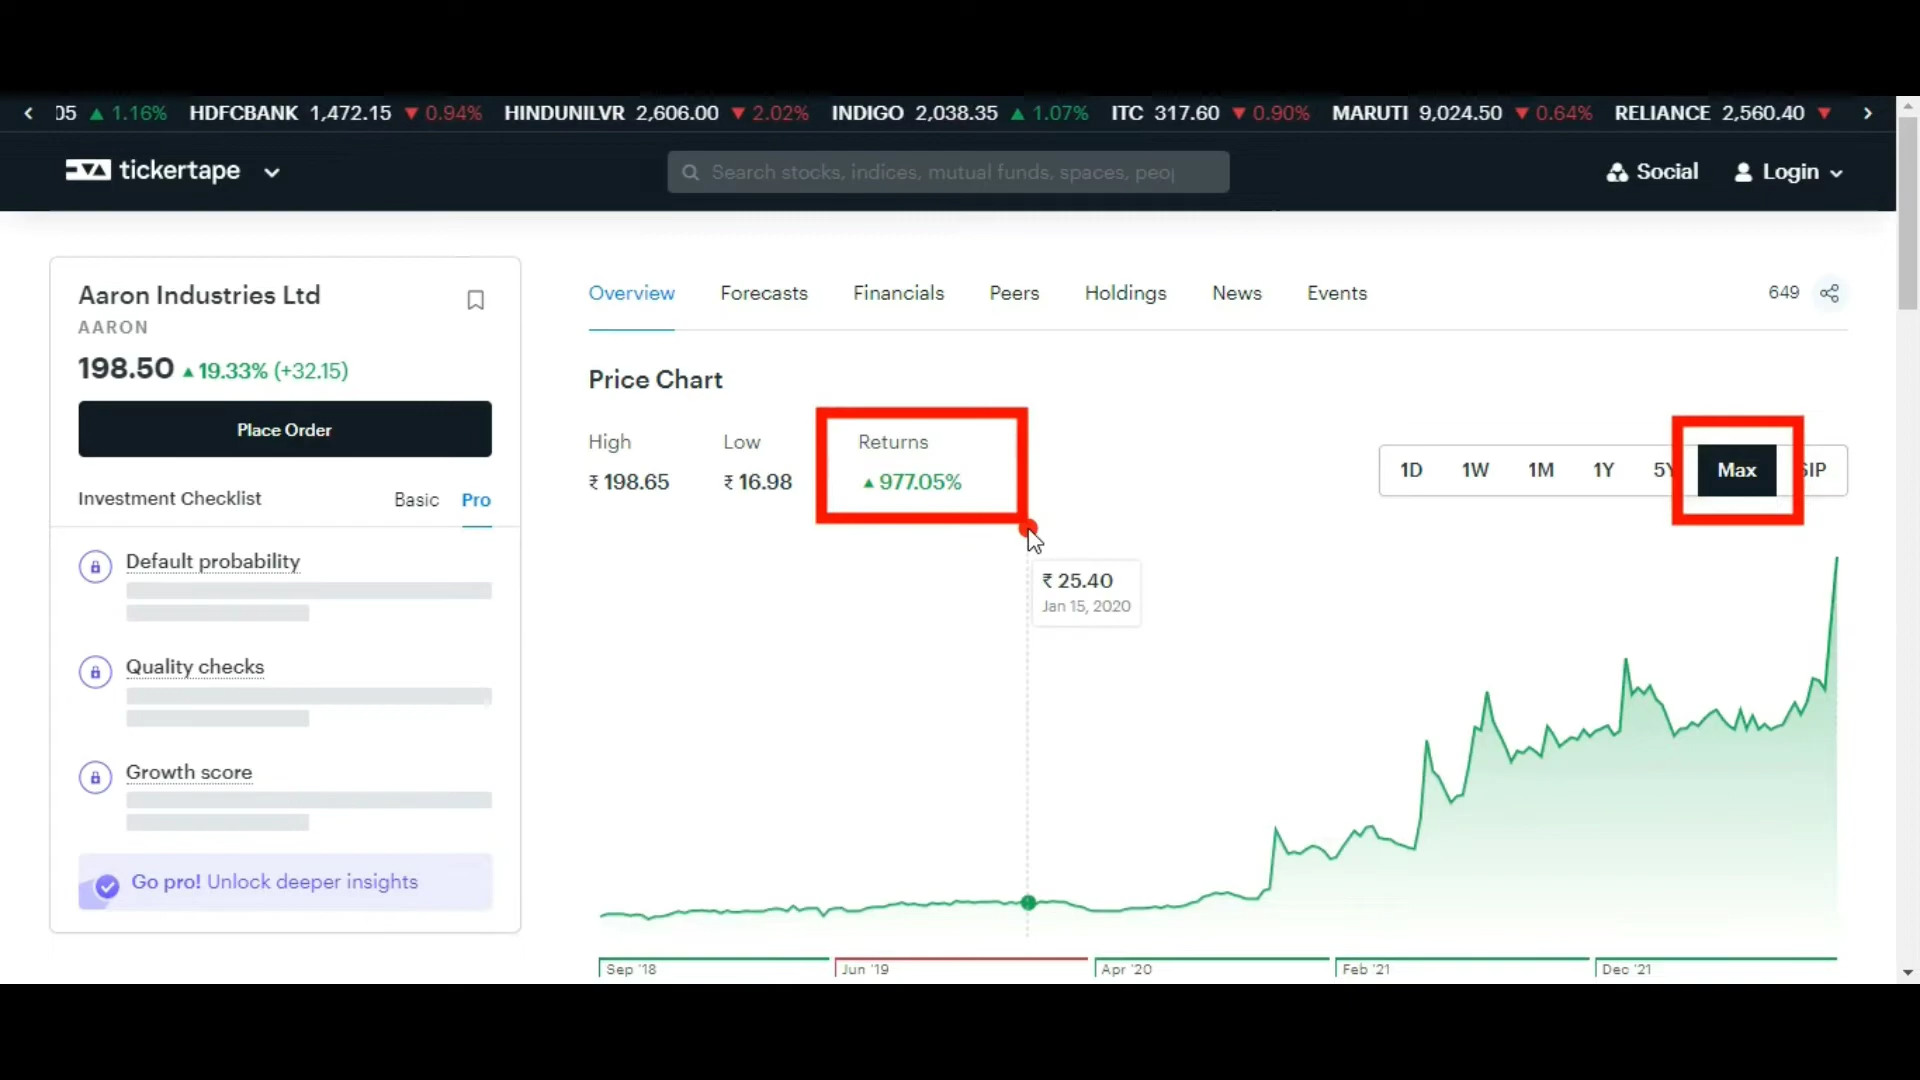 05 ▲ 1.16% HDFCBANK 1,472.15 ▼ 0.94% HINDUNILVR 2,606.00 ▼ 2.02% INDIGO 2,038.35 ▲ 1.07% ITC 317.60 ▼ 0.90% MARUTI 9,024.50 ▼ 0.64% RELIANCE 2,560.40 ▼
tickertape
Search stocks, indices, mutual funds, spaces, peo
Social
Login
Aaron Industries Ltd
AARON
198.50 ▲ 19.33% (+32.15)
Place Order
Investment Checklist
Basic
Pro
Default probability
Quality checks
Growth score
Go pro! Unlock deeper insights
Overview
Forecasts
Financials
Peers
Holdings
News
Events
649
Price Chart
High
Low
Returns
₹ 198.65
₹ 16.98
▲ 977.05%
1D
1W
1M
1Y
5Y
Max
SIP
₹ 25.40
Jan 15, 2020
Sep '18
Jun '19
Apr '20
Feb '21
Dec '21